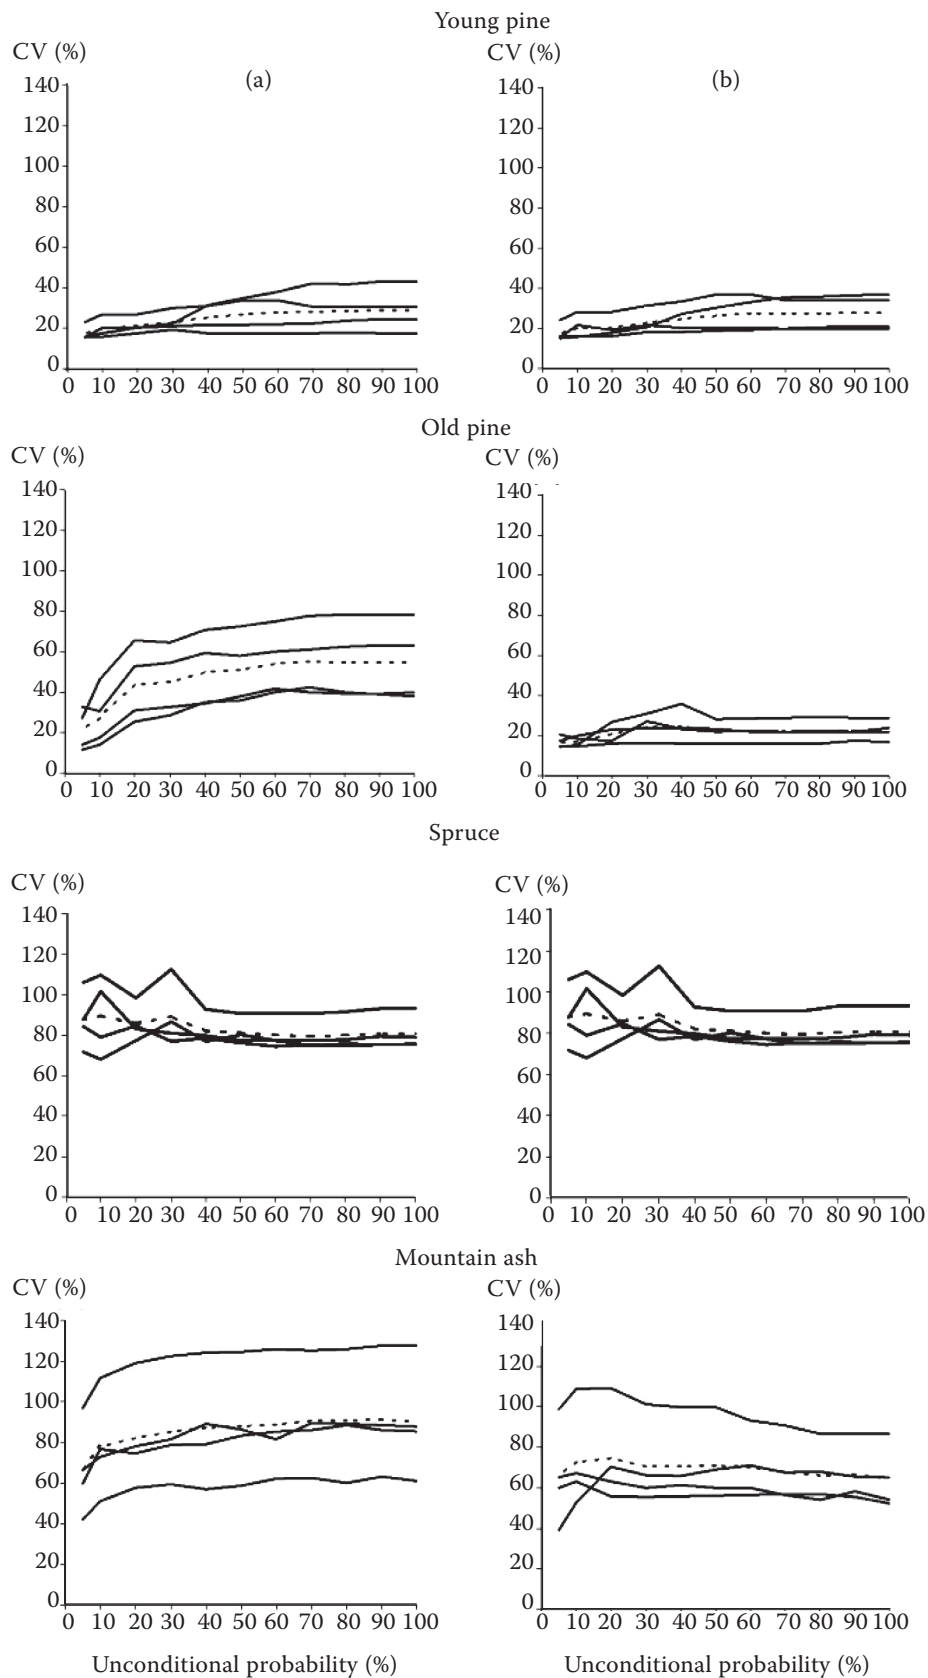 Young pine
CV (%) CV (%)
(a) (b)
140 140
120 120
100 100
80 80
60 60
40 40
20 20
0 0
0 10 20 30 40 50 60 70 80 90 100 0 10 20 30 40 50 60 70 80 90 100
Old pine
CV (%) CV (%)
140 140
120 120
100 100
80 80
60 60
40 40
20 20
0 0
0 10 20 30 40 50 60 70 80 90 100 0 10 20 30 40 50 60 70 80 90 100
Spruce
CV (%) CV (%)
140 140
120 120
100 100
80 80
60 60
40 40
20 20
0 0
0 10 20 30 40 50 60 70 80 90 100 0 10 20 30 40 50 60 70 80 90 100
Mountain ash
CV (%) CV (%)
140 140
120 120
100 100
80 80
60 60
40 40
20 20
0 0
0 10 20 30 40 50 60 70 80 90 100 0 10 20 30 40 50 60 70 80 90 100
Unconditional probability (%) Unconditional probability (%)